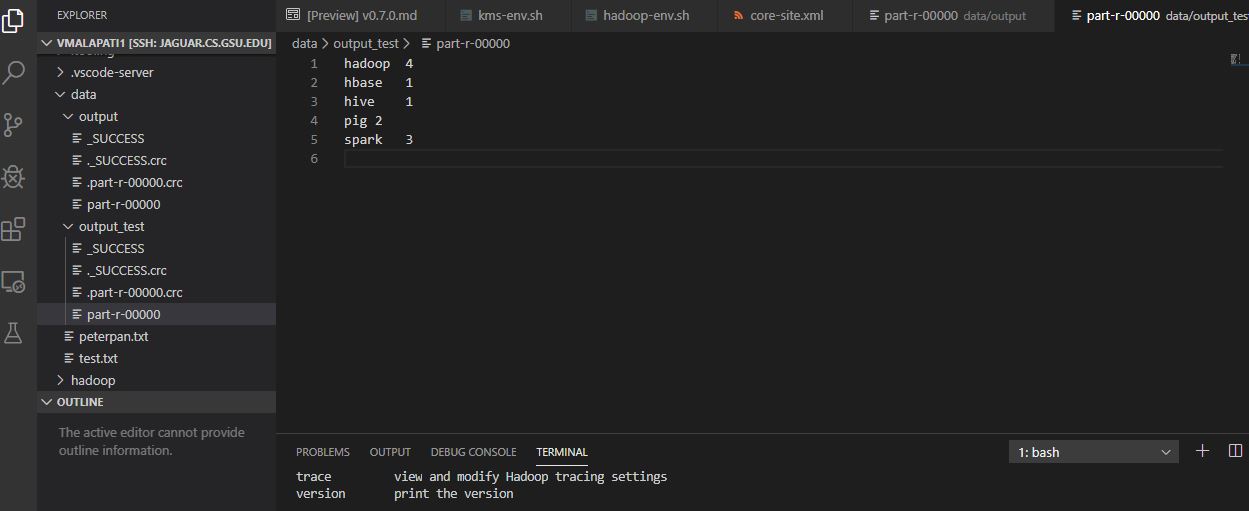 EXPLORER
VMALAPATI1 [SSH: JAGUAR.CS.GSU.EDU]
.vscode-server
data
output
_SUCCESS
._SUCCESS.crc
.part-r-00000.crc
part-r-00000
output_test
_SUCCESS
._SUCCESS.crc
.part-r-00000.crc
part-r-00000
peterpan.txt
test.txt
hadoop
OUTLINE
The active editor cannot provide
outline information.
[Preview] v0.7.0.md kms-env.sh hadoop-env.sh core-site.xml part-r-00000 data/output part-r-00000 data/output_tes
data > output_test > part-r-00000
1 hadoop 4
2 hbase 1
3 hive 1
4 pig 2
5 spark 3
6
PROBLEMS OUTPUT DEBUG CONSOLE TERMINAL 1: bash
trace view and modify Hadoop tracing settings
version print the version